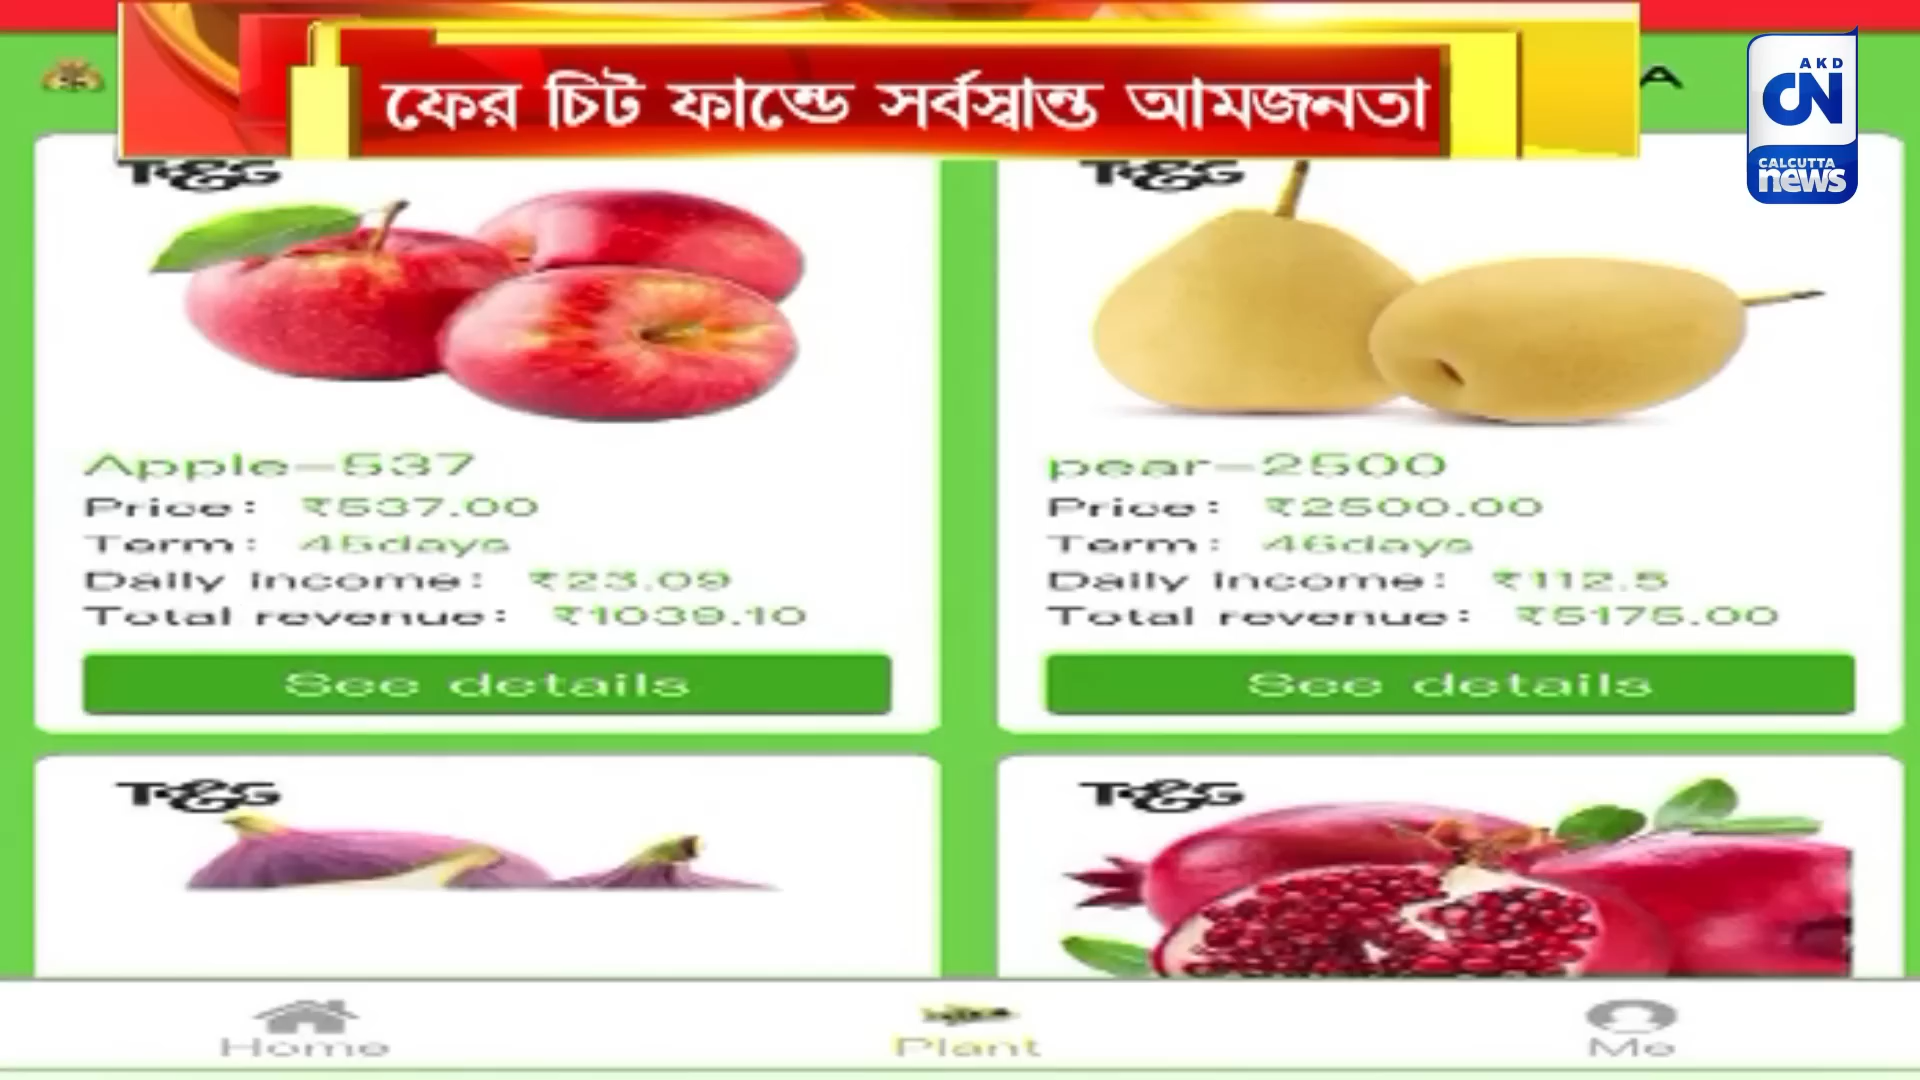 ফের চিট ফান্ডে সর্বস্বান্ত আমজনতা
A
AKD
CN
CALCUTTA
news
T&G
T&G
Apple-537
Price: ₹537.00
Term: 45days
Daily income: ₹23.09
Total revenue: ₹1039.10
See details
pear-2500
Price: ₹2500.00
Term: 46days
Daily income: ₹112.5
Total revenue: ₹5175.00
See details
T&G
T&G
Home
Plant
Me